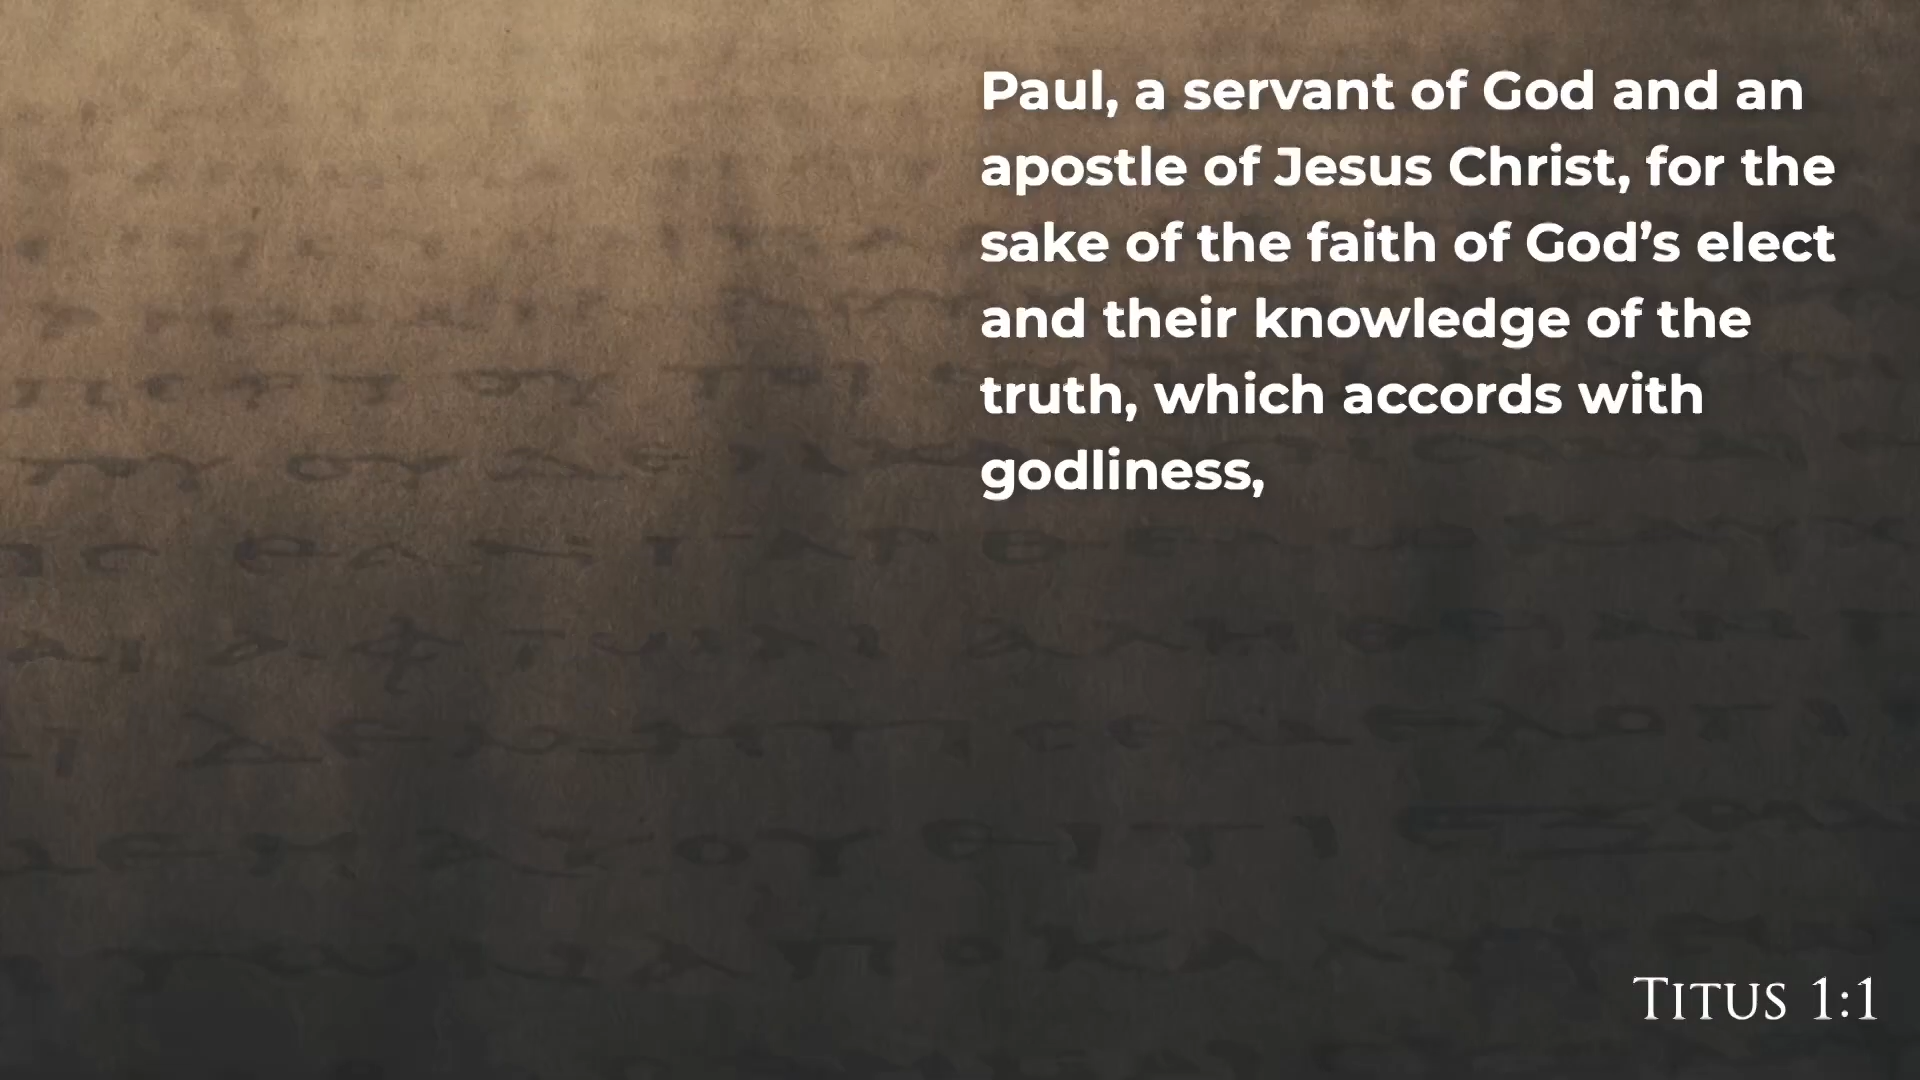 Paul, a servant of God and an
apostle of Jesus Christ, for the
sake of the faith of God’s elect
and their knowledge of the
truth, which accords with
godliness,
Titus 1:1